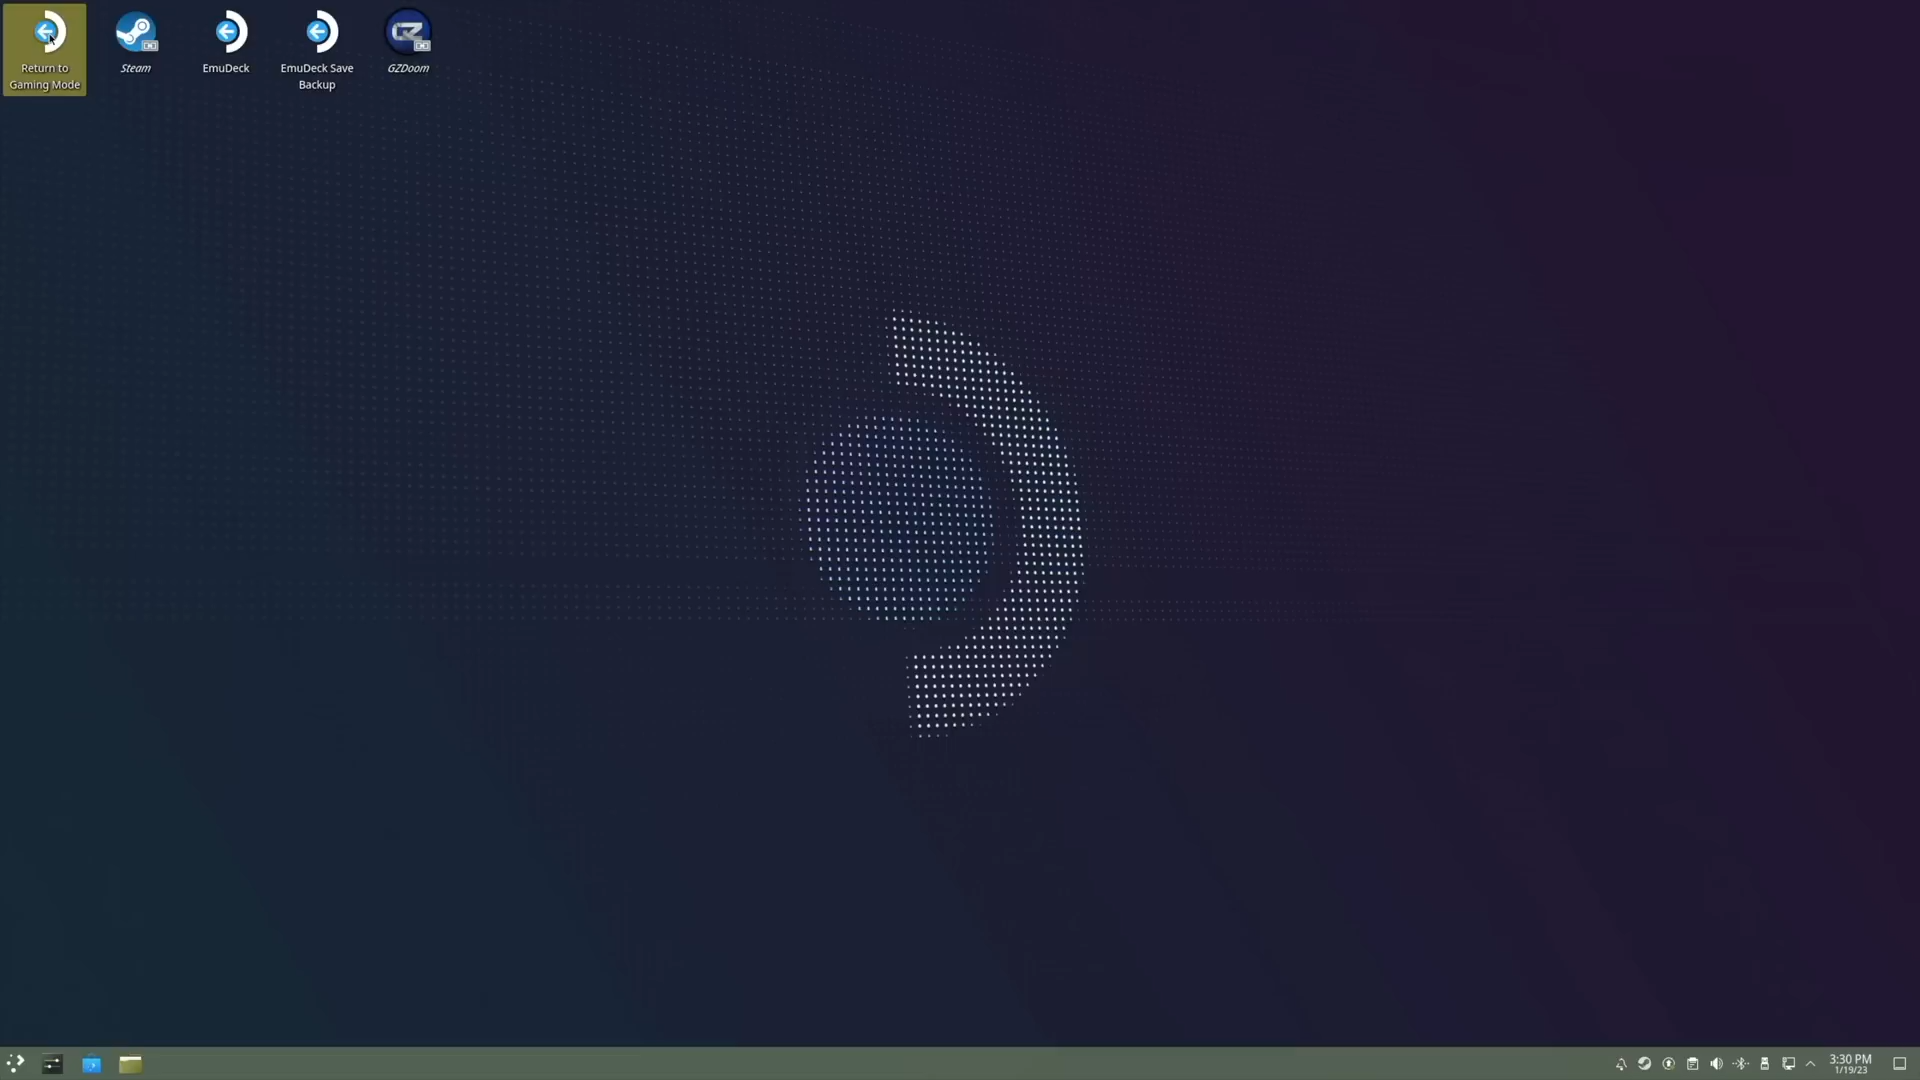 Return to
Gaming Mode
Steam
EmuDeck
EmuDeck Save
Backup
GZDoom
3:30 PM
1/19/23